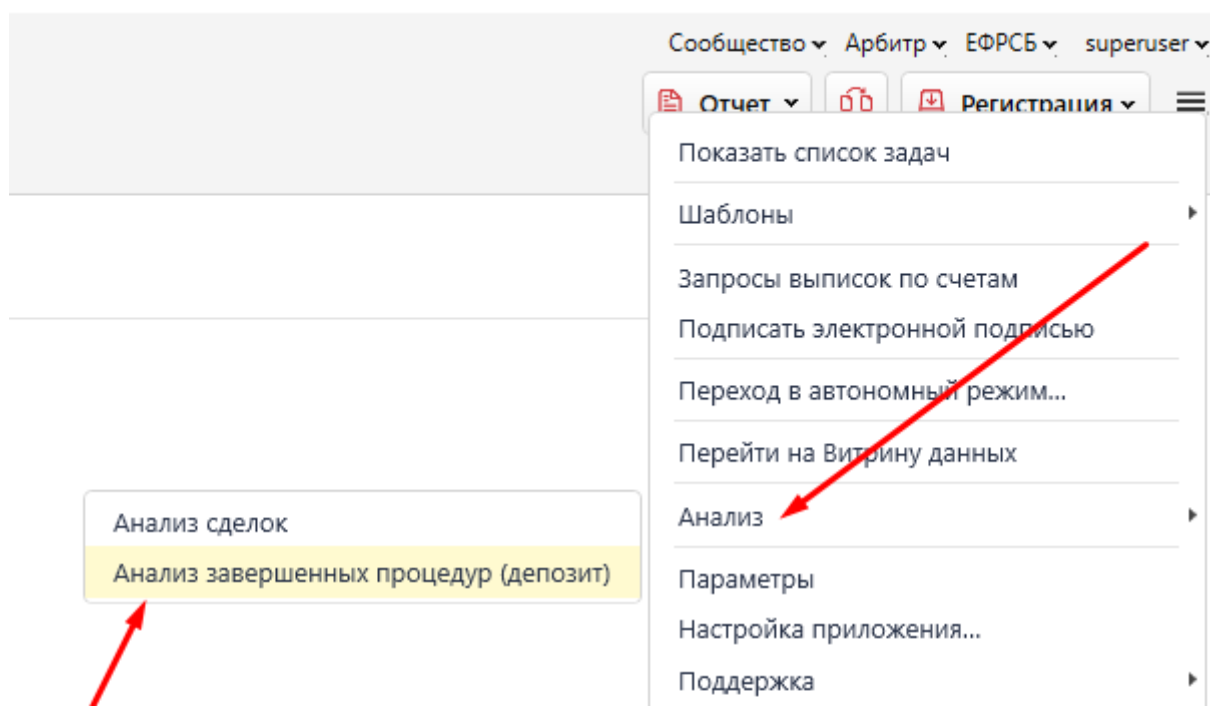 Сообщество Арбитр ЕФРСБ superuser
Отчет Регистрация
Показать список задач
Шаблоны
Запросы выписок по счетам
Подписать электронной подписью
Переход в автономный режим...
Перейти на Витрину данных
Анализ
Анализ сделок
Анализ завершенных процедур (депозит)
Параметры
Настройка приложения...
Поддержка